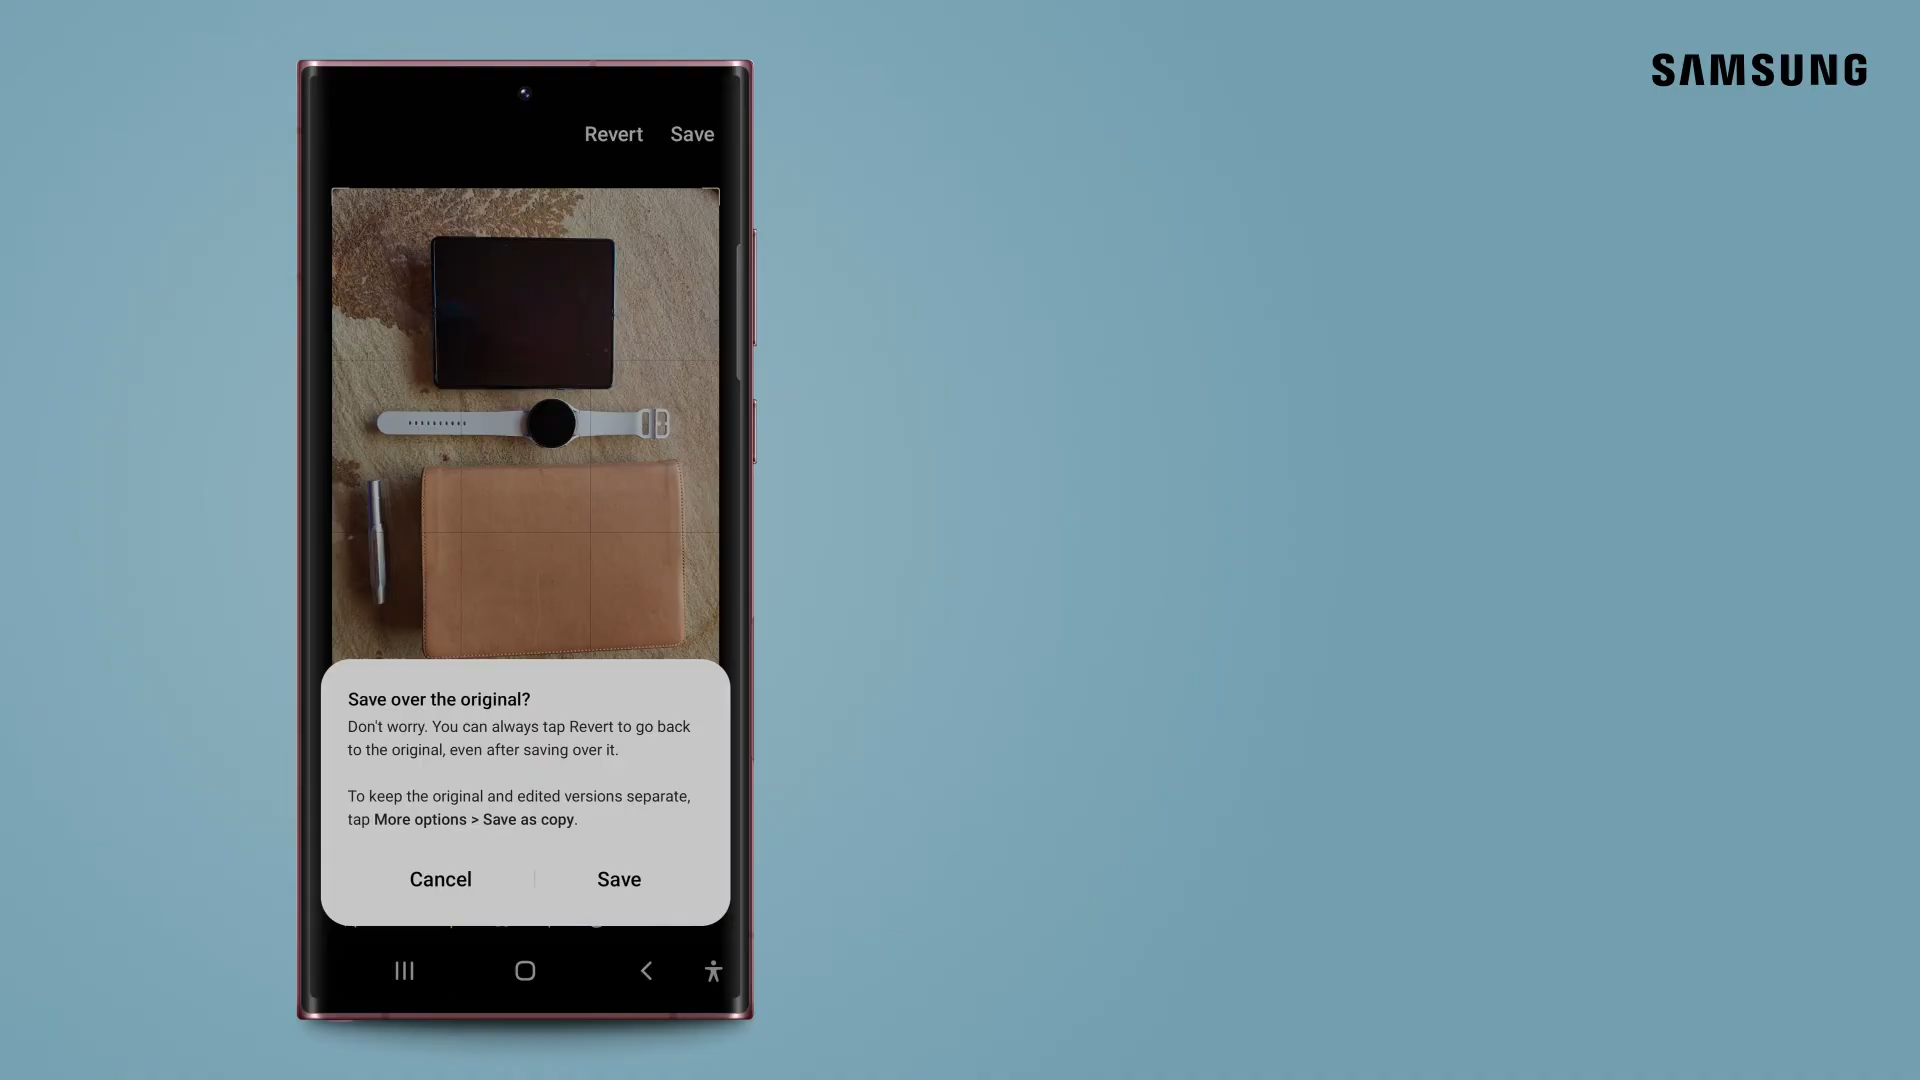 SAMSUNG
Revert Save
Save over the original?
Don't worry. You can always tap Revert to go back
to the original, even after saving over it.
To keep the original and edited versions separate,
tap More options > Save as copy.
Cancel Save